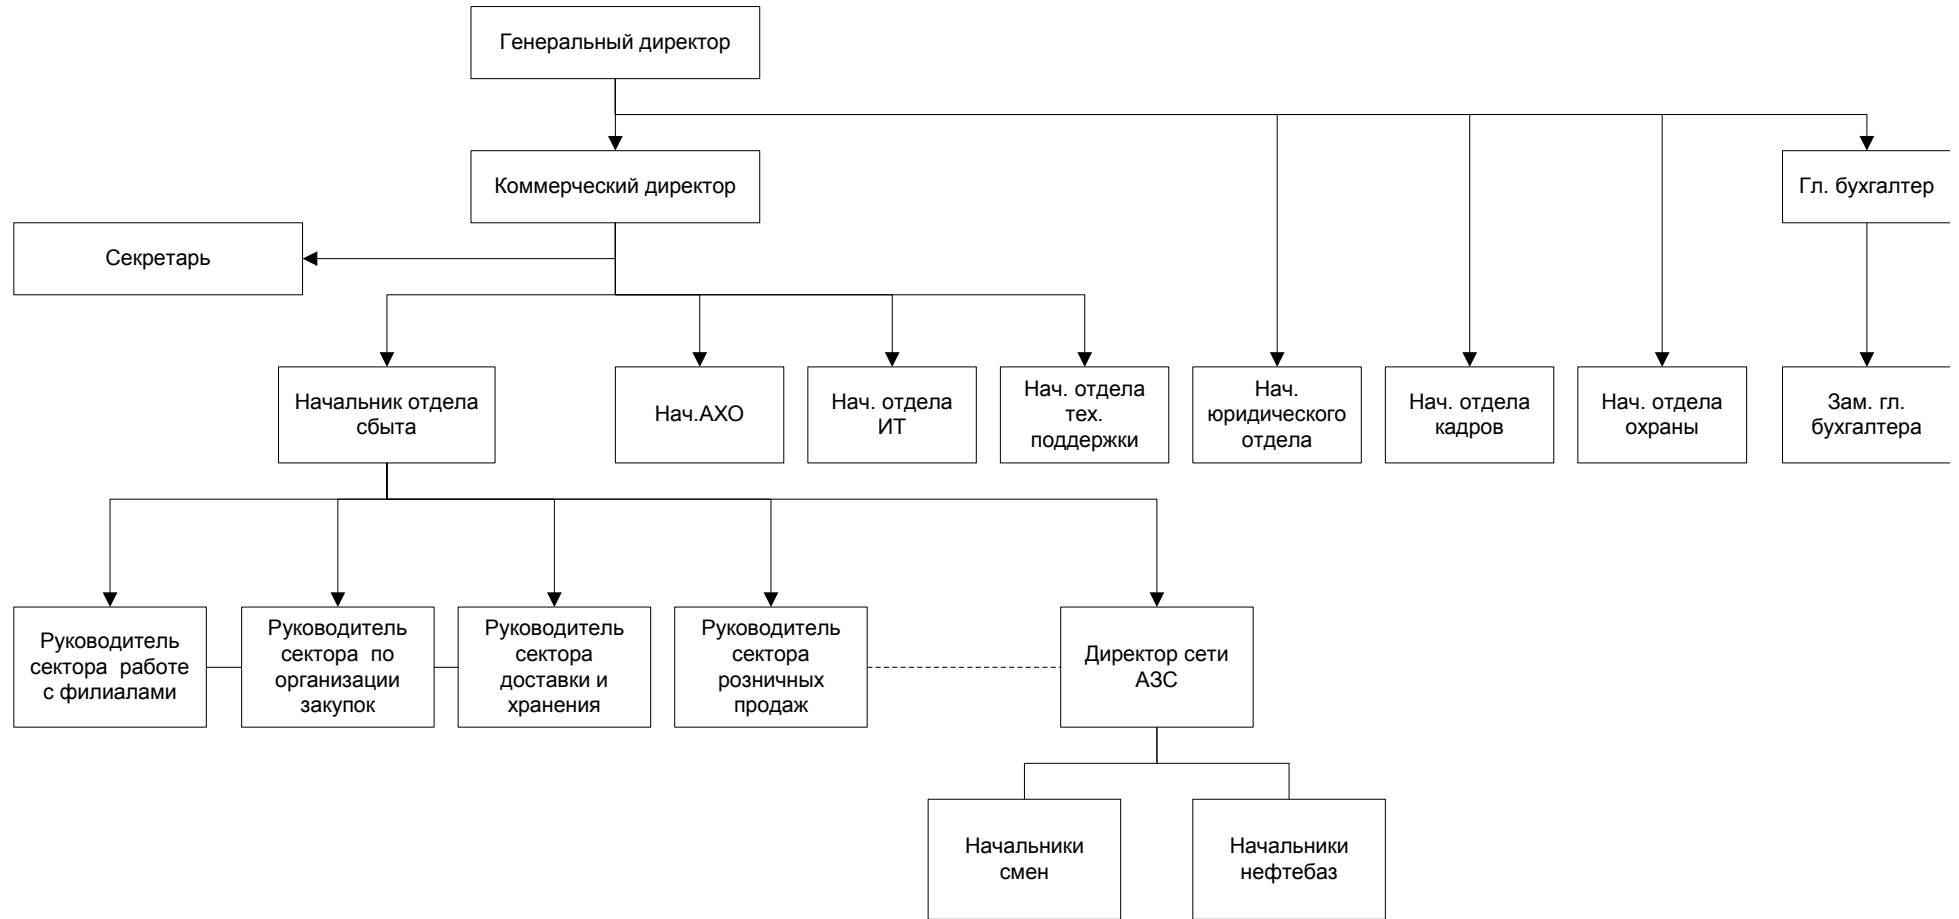 Генеральный директор
Коммерческий директор
Гл. бухгалтер
Секретарь
Начальник отдела
сбыта
Нач.АХО
Нач. отдела
ИТ
Нач. отдела
тех.
поддержки
Нач.
юридического
отдела
Нач. отдела
кадров
Нач. отдела
охраны
Зам. гл.
бухгалтера
Руководитель
сектора работе
с филиалами
Руководитель
сектора по
организации
закупок
Руководитель
сектора
доставки и
хранения
Руководитель
сектора
розничных
продаж
Директор сети
АЗС
Начальники
смен
Начальники
нефтебаз